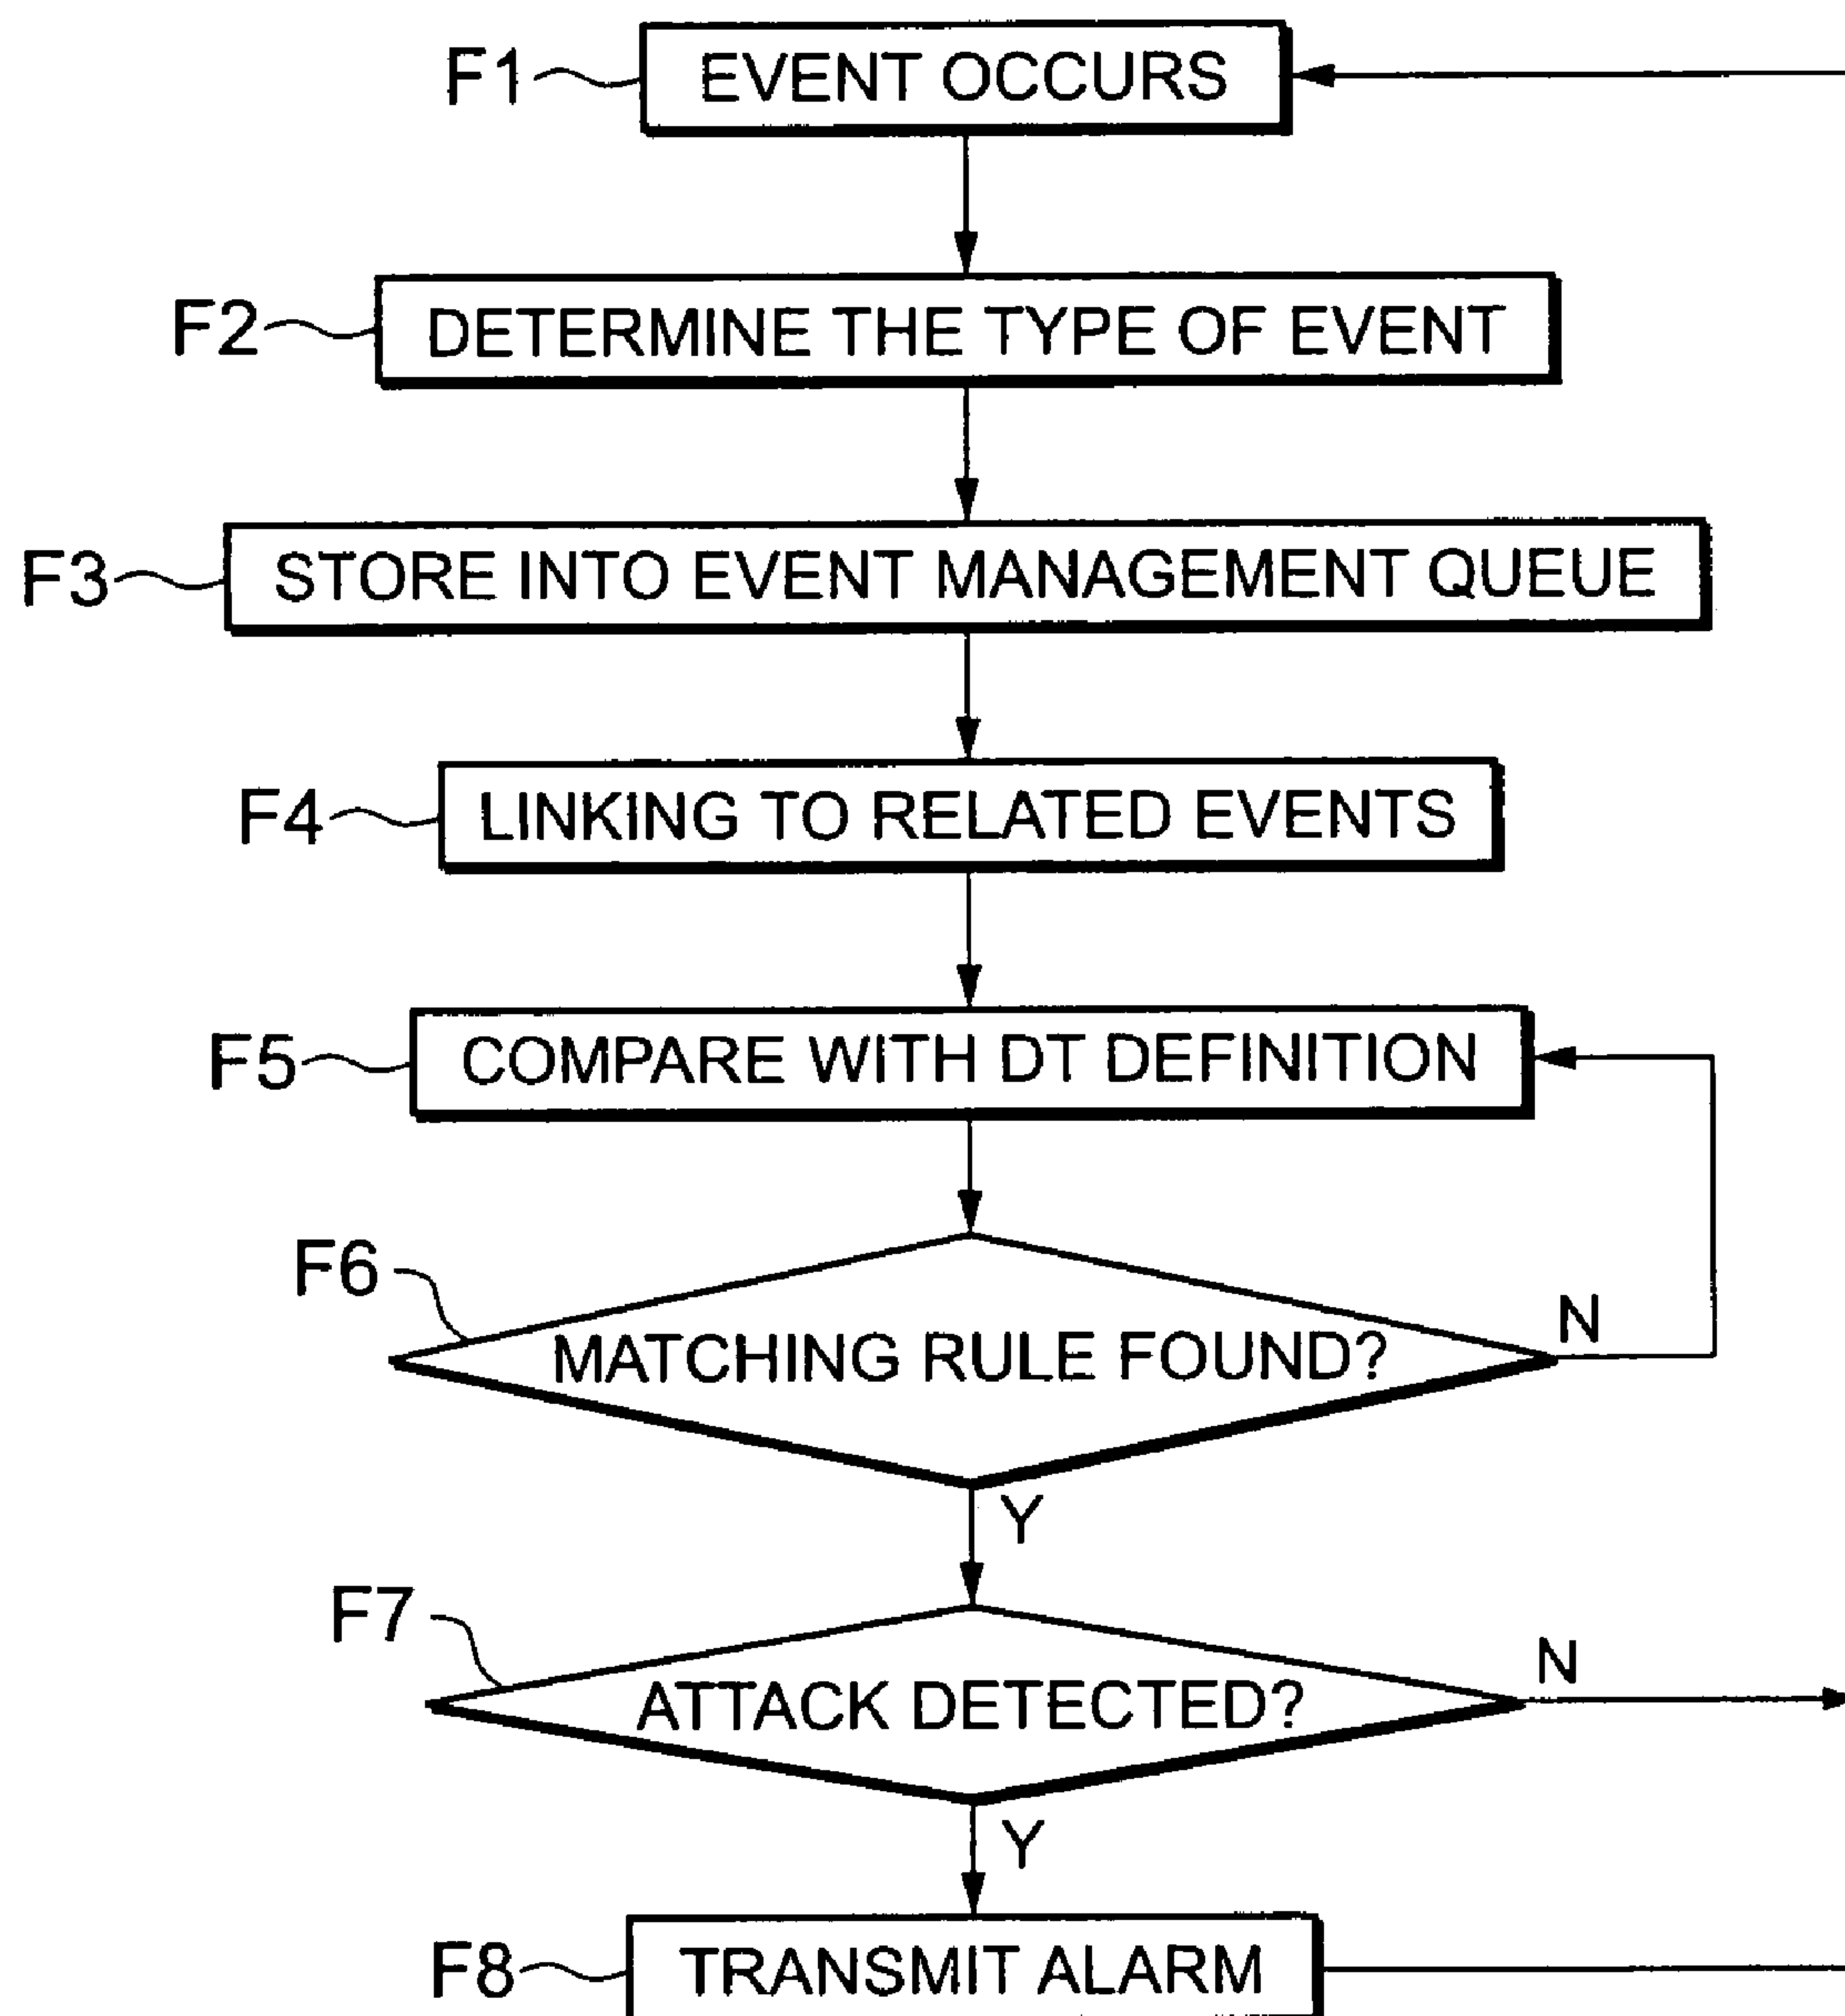 F1 EVENT OCCURS
F2 DETERMINE THE TYPE OF EVENT
F3 STORE INTO EVENT MANAGEMENT QUEUE
F4 LINKING TO RELATED EVENTS
F5 COMPARE WITH DT DEFINITION
F6 MATCHING RULE FOUND? N
Y
F7 ATTACK DETECTED? N
Y
F8 TRANSMIT ALARM